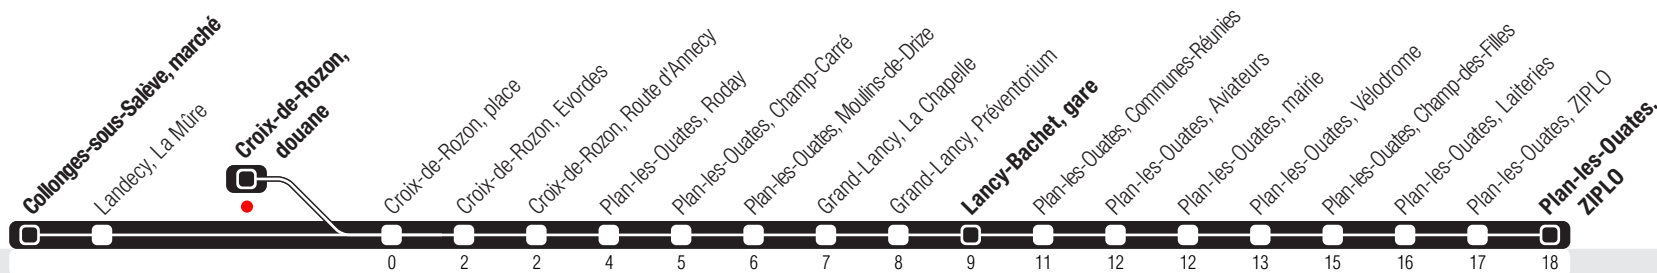 Collonges-sous-Salève, marché
Landecy, La Mûre
Croix-de-Rozon,
douane
Croix-de-Rozon, place
Croix-de-Rozon, Evordes
Croix-de-Rozon, Route d'Annecy
Plan-les-Ouates, Roday
Plan-les-Ouates, Champ-Carré
Plan-les-Ouates, Moulins-de-Drize
Grand-Lancy, La Chapelle
Grand-Lancy, Préventorium
Lancy-Bachet, gare
Plan-les-Ouates, Communes-Réunies
Plan-les-Ouates, Aviateurs
Plan-les-Ouates, mairie
Plan-les-Ouates, Vélodrome
Plan-les-Ouates, Champ-des-Filles
Plan-les-Ouates, Laiteries
Plan-les-Ouates, ZIPLO
Plan-les-Ouates,
ZIPLO
0 2 2 4 5 6 7 8 9 11 12 12 13 15 16 17 18